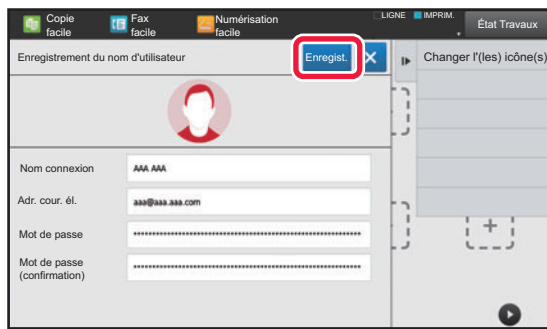 Copie facile
Fax facile
Numérisation facile
LIGNE
IMPRIM.
État Travaux
Enregistrement du nom d'utilisateur
Enregist.
Changer l'(les) icône(s)
Nom connexion
AAA AAA
Adr. cour. él.
aaa@aaa.aaa.com
Mot de passe
Mot de passe
(confirmation)